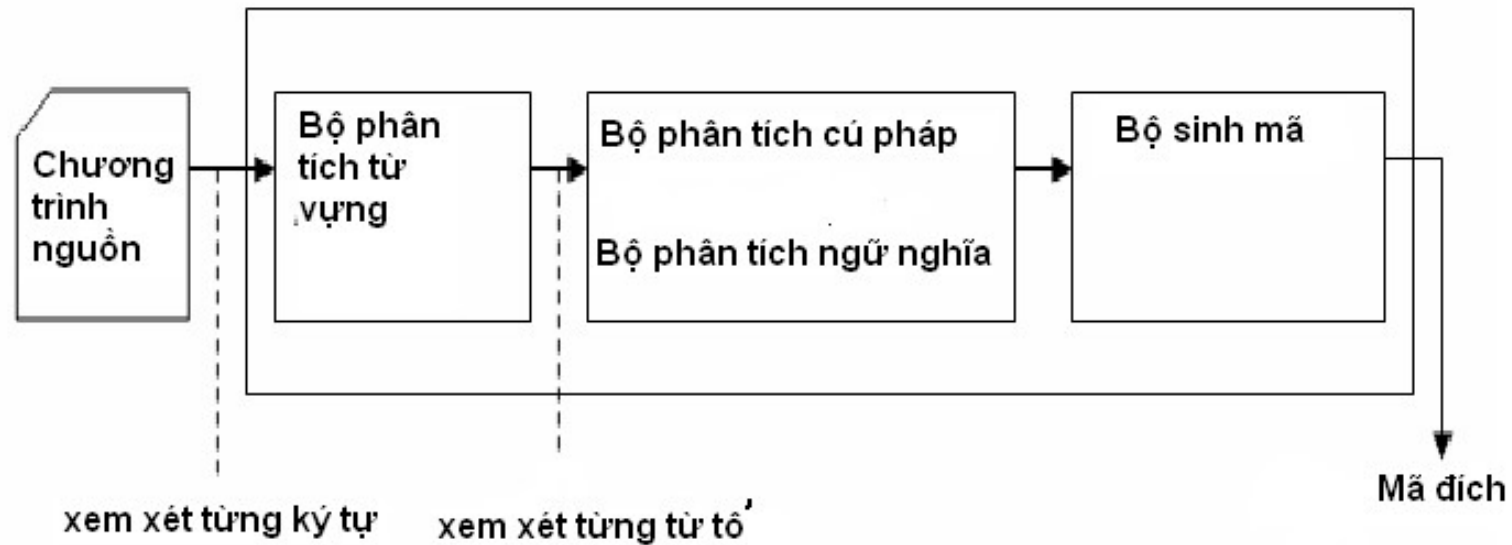 Chương
trình
nguồn
Bộ phân
tích từ
vựng
Bộ phân tích cú pháp
Bộ phân tích ngữ nghĩa
Bộ sinh mã
xem xét từng ký tự
xem xét từng từ tố
Mã đích